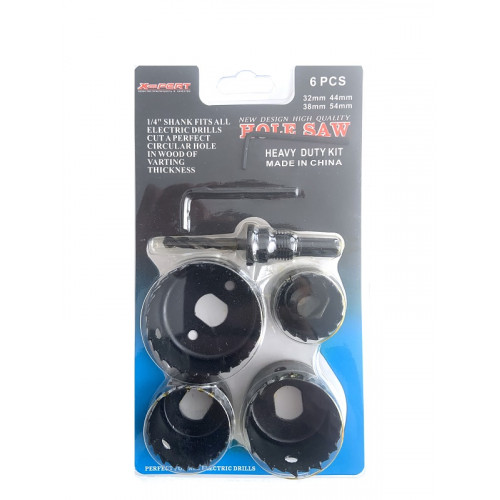 X-PERT
6 PCS
32mm 44mm
38mm 54mm
1/4" SHANK FITS ALL
ELECTRIC DRILLS
CUT A PERFECT
CIRCULAR HOLE
IN WOOD OF
VARTING
THICKNESS
NEW DESIGN HIGH QUALITY
HOLE SAW
HEAVY DUTY KIT
MADE IN CHINA
PERFECT ELECTRIC DRILLS